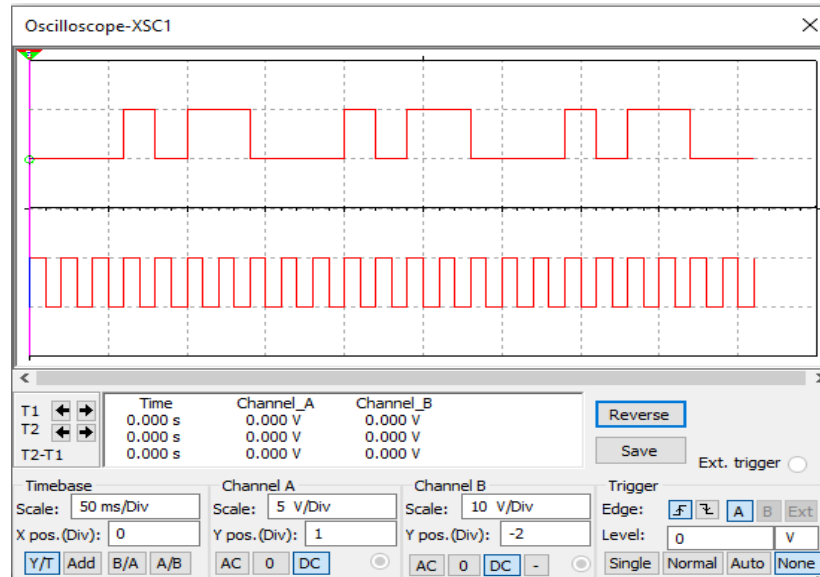 Oscilloscope-XSC1
T1
T2
T2-T1
Time Channel_A Channel_B
0.000 s 0.000 V 0.000 V
0.000 s 0.000 V 0.000 V
0.000 s 0.000 V 0.000 V
Reverse
Save
Ext. trigger
Timebase
Scale: 50 ms/Div
X pos.(Div): 0
Y/T Add B/A A/B
Channel A
Scale: 5 V/Div
Y pos.(Div): 1
AC 0 DC
Channel B
Scale: 10 V/Div
Y pos.(Div): -2
AC 0 DC -
Trigger
Edge: A B Ext
Level: 0 V
Single Normal Auto None